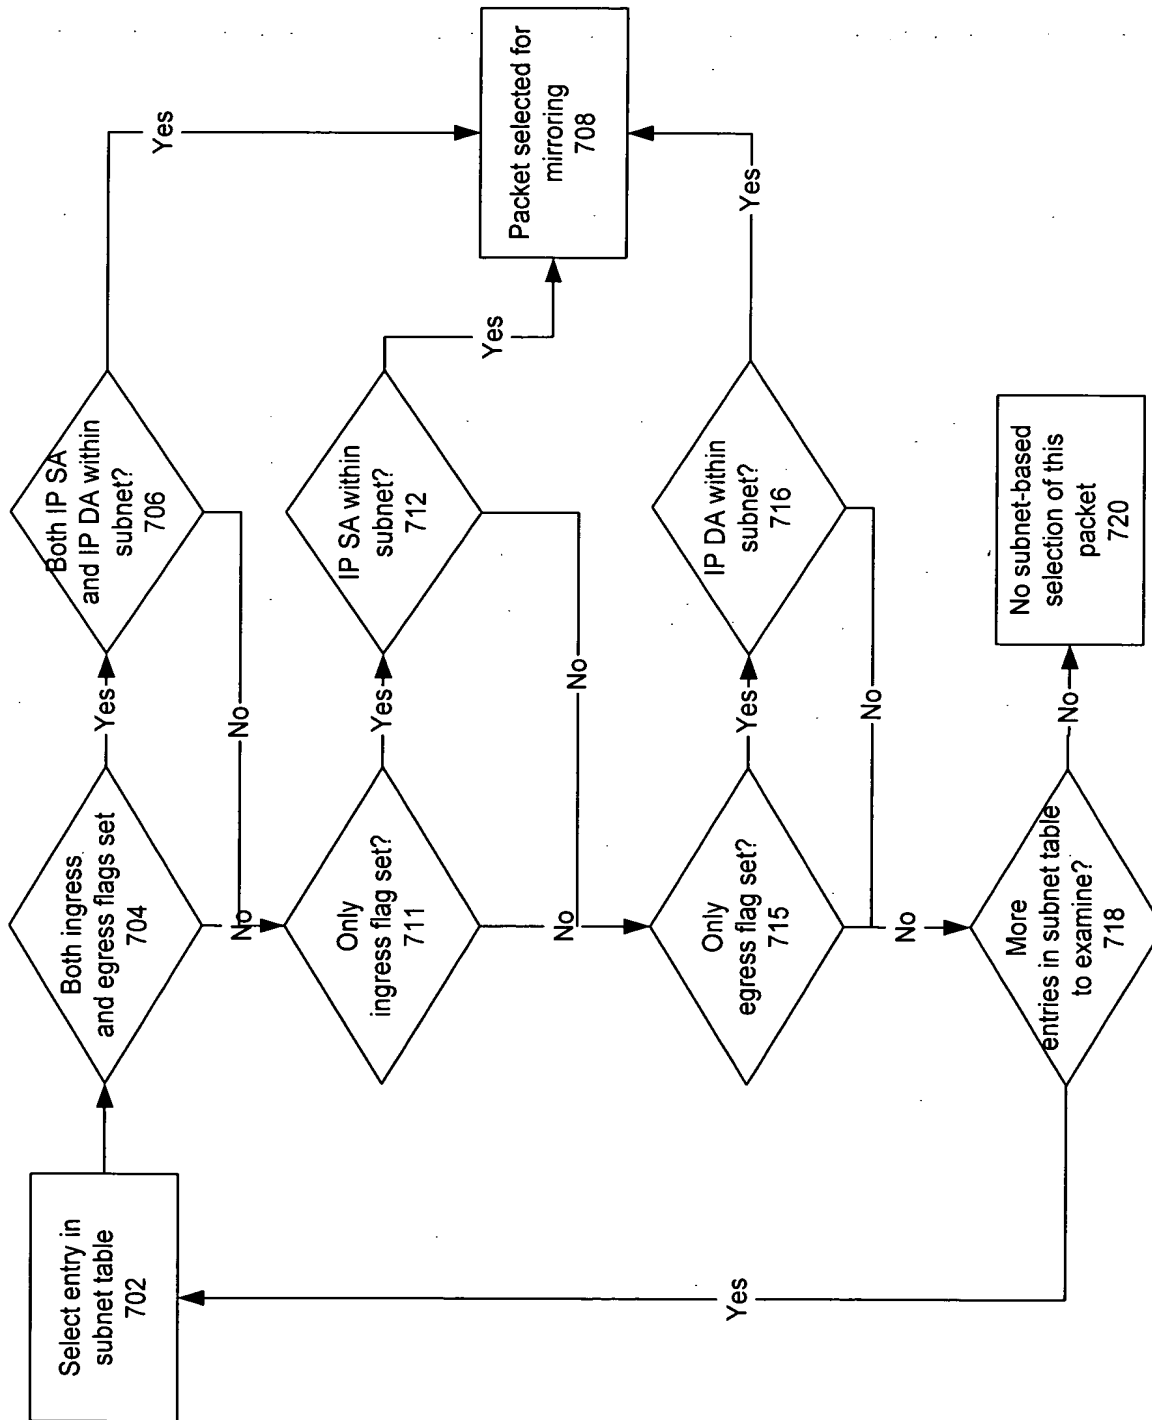 Select entry in
subnet table
702
Both ingress
and egress flags set
704
Yes
Both IP SA
and IP DA within
subnet?
706
Yes
No
No
Only
ingress flag set?
711
Yes
IP SA within
subnet?
712
Yes
Packet selected for
mirroring
708
No
No
Only
egress flag set?
715
Yes
IP DA within
subnet?
716
Yes
No
No
More
entries in subnet table
to examine?
718
No
No subnet-based
selection of this
packet
720
Yes